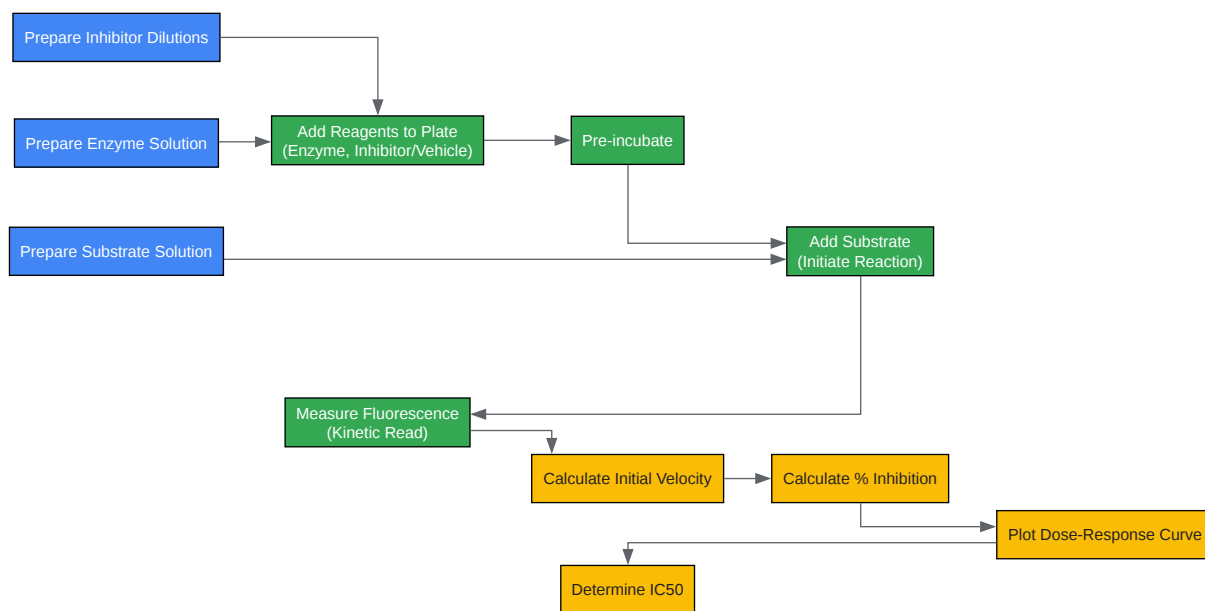 Prepare Inhibitor Dilutions
Prepare Enzyme Solution
Add Reagents to Plate
(Enzyme, Inhibitor/Vehicle)
Pre-incubate
Prepare Substrate Solution
Add Substrate
(Initiate Reaction)
Measure Fluorescence
(Kinetic Read)
Calculate Initial Velocity
Calculate % Inhibition
Plot Dose-Response Curve
Determine IC50